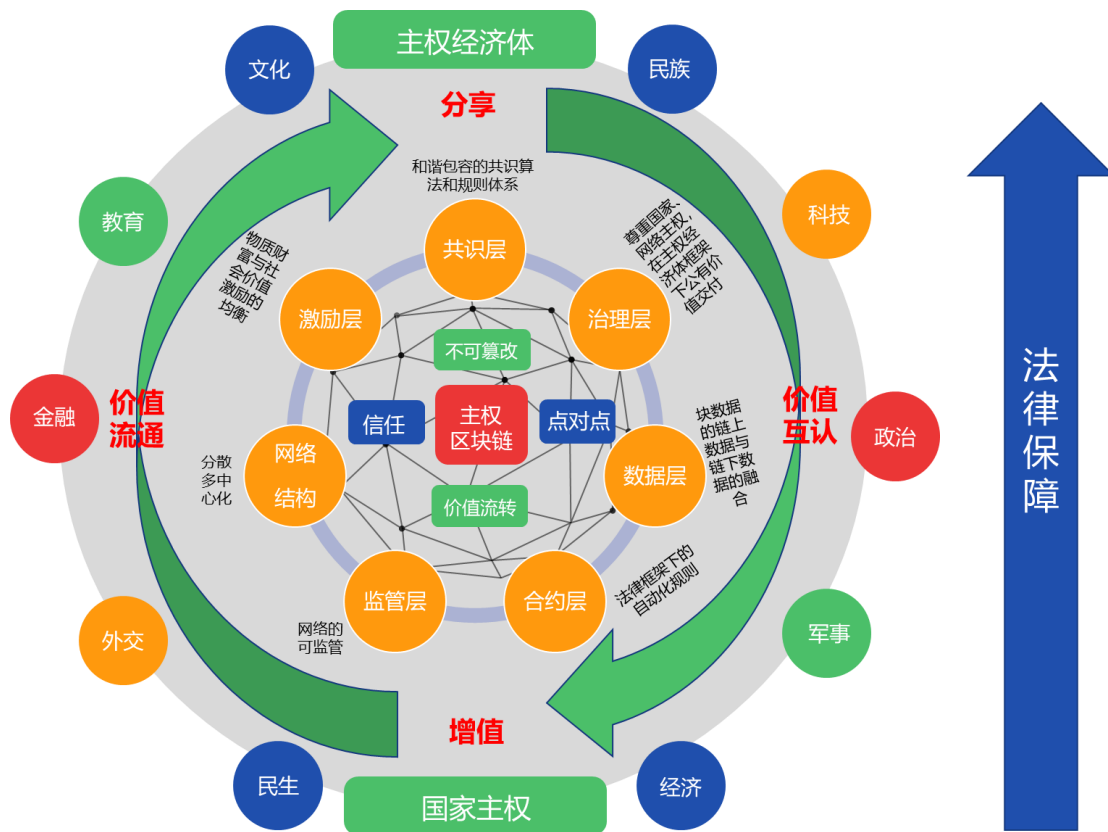 主权经济体
文化
民族
分享
和谐包容的共识算
法和规则体系
教育
科技
物质财
富与社
会价值
激励的
均衡
尊重国家、
网络主权,
在主权经
济体框架
下公有价
值交付
共识层
激励层
治理层
不可篡改
金融
价值
流通
信任
主权
区块链
点对点
价值
互认
政治
法
律
保
障
分散
多中
心化
网络
结构
价值流转
数据层
块数据
的链上
数据与
链下数
据的融
合
监管层
合约层
法律框架下的
自动化规则
网络的
可监管
外交
军事
增值
民生
经济
国家主权